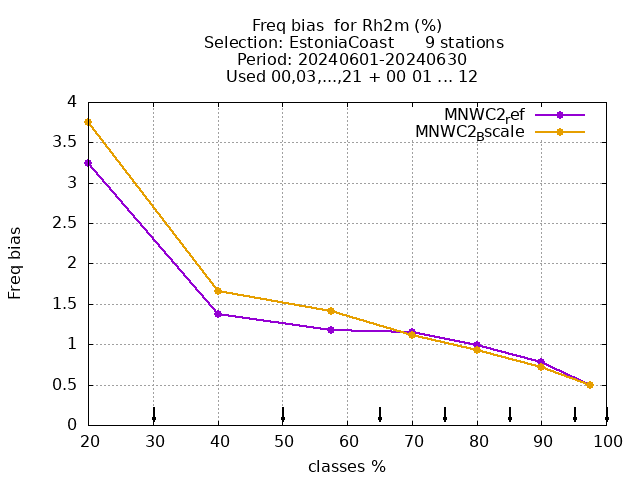 Freq bias  for Rh2m (%)
Selection: EstoniaCoast      9 stations
Period: 20240601-20240630
Used 00,03,...,21 + 00 01 ... 12
MNWC2ref
MNWC2Bscale
4
3.5
3
2.5
2
1.5
1
0.5
0
Freq bias
20 30 40 50 60 70 80 90 100
classes %